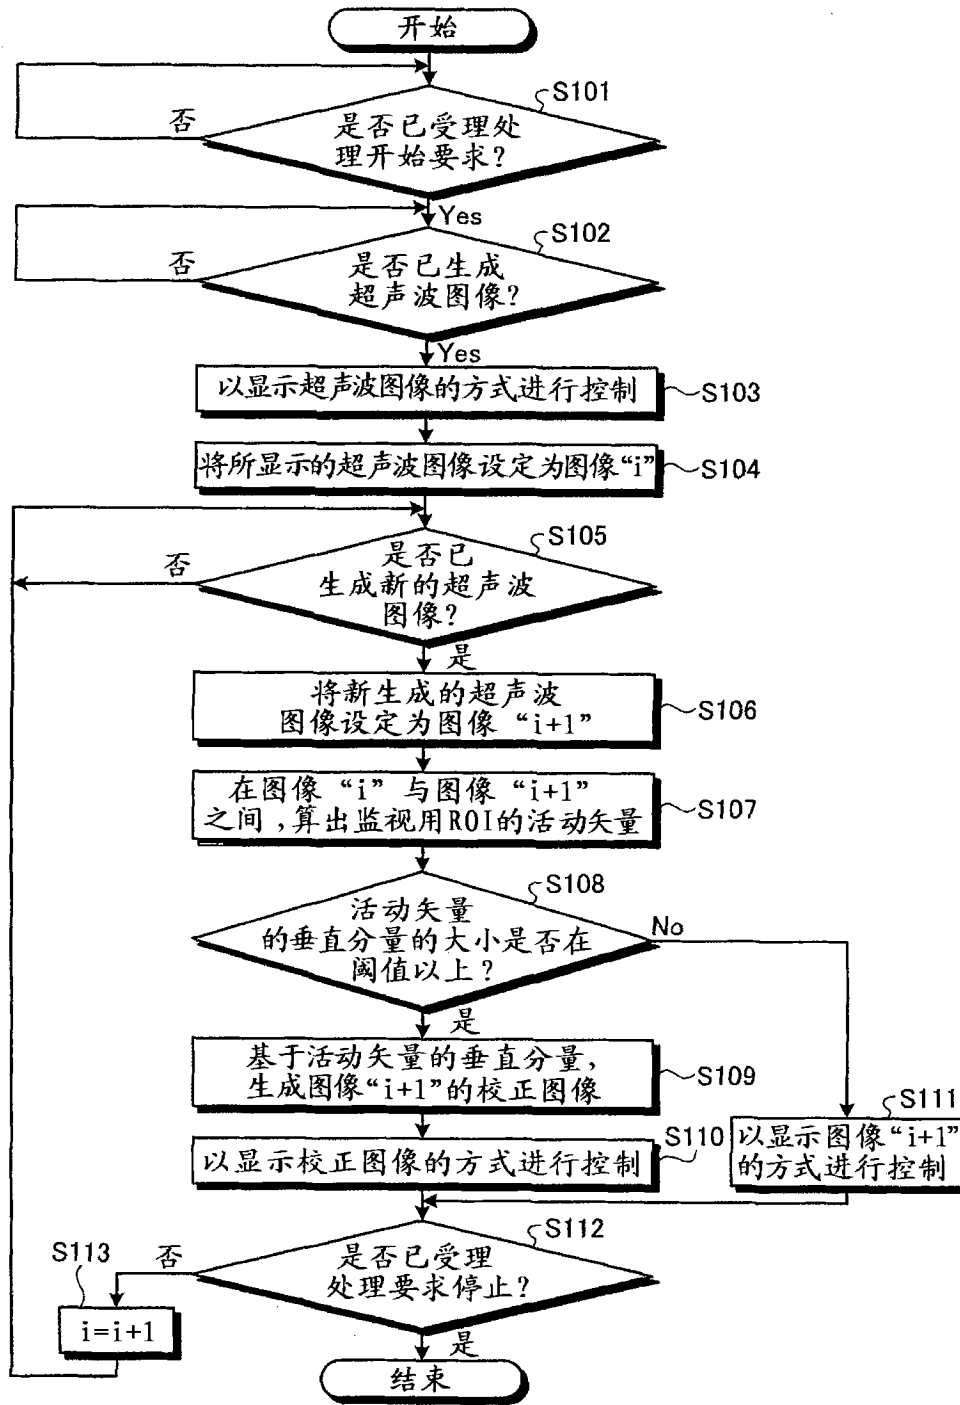 开始
S101
否
是否已受理处
理开始要求?
Yes
S102
否
是否已生成
超声波图像?
Yes
以显示超声波图像的方式进行控制
S103
将所显示的超声波图像设定为图像“i”
S104
S105
否
是否已
生成新的超声波
图像?
是
将新生成的超声波
图像设定为图像“i+1”
S106
在图像“i”与图像“i+1”
之间,算出监视用ROI的活动矢量
S107
S108
活动矢量
的垂直分量的大小是否在
阈值以上?
No
是
基于活动矢量的垂直分量,
生成图像“i+1”的校正图像
S109
S110
以显示校正图像的方式进行控制
S111
以显示图像“i+1”
的方式进行控制
S112
是否已受理
处理要求停止?
否
S113
i=i+1
是
结束